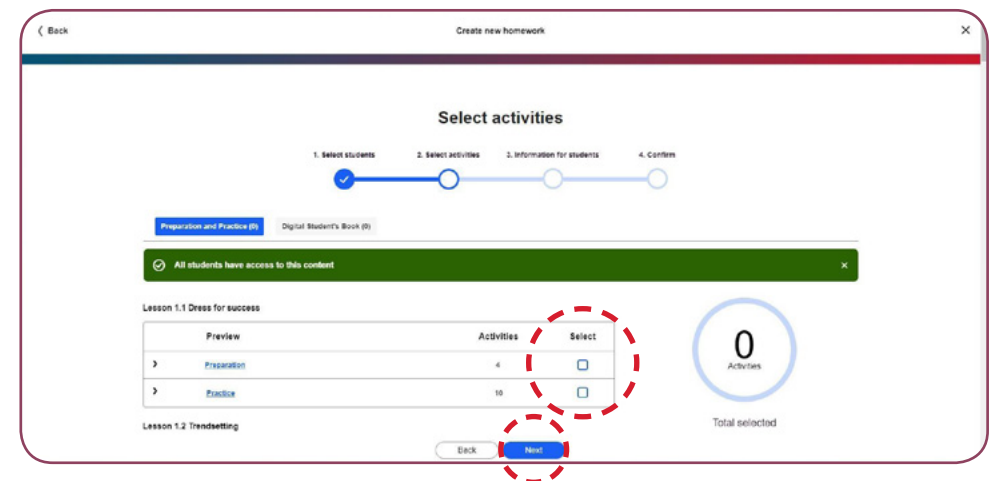 Back Create new homework
Select activities
1. Select students 2. Select activities 3. Information for students 4. Confirm
Preparation and Practice (0) Digital Student's Book (0)
All students have access to this content
Lesson 1.1 Dress for success
Preview Activities Select
Preparation 4
Practice 10
0
Activities
Total selected
Lesson 1.2 Trendsetting
Back Next